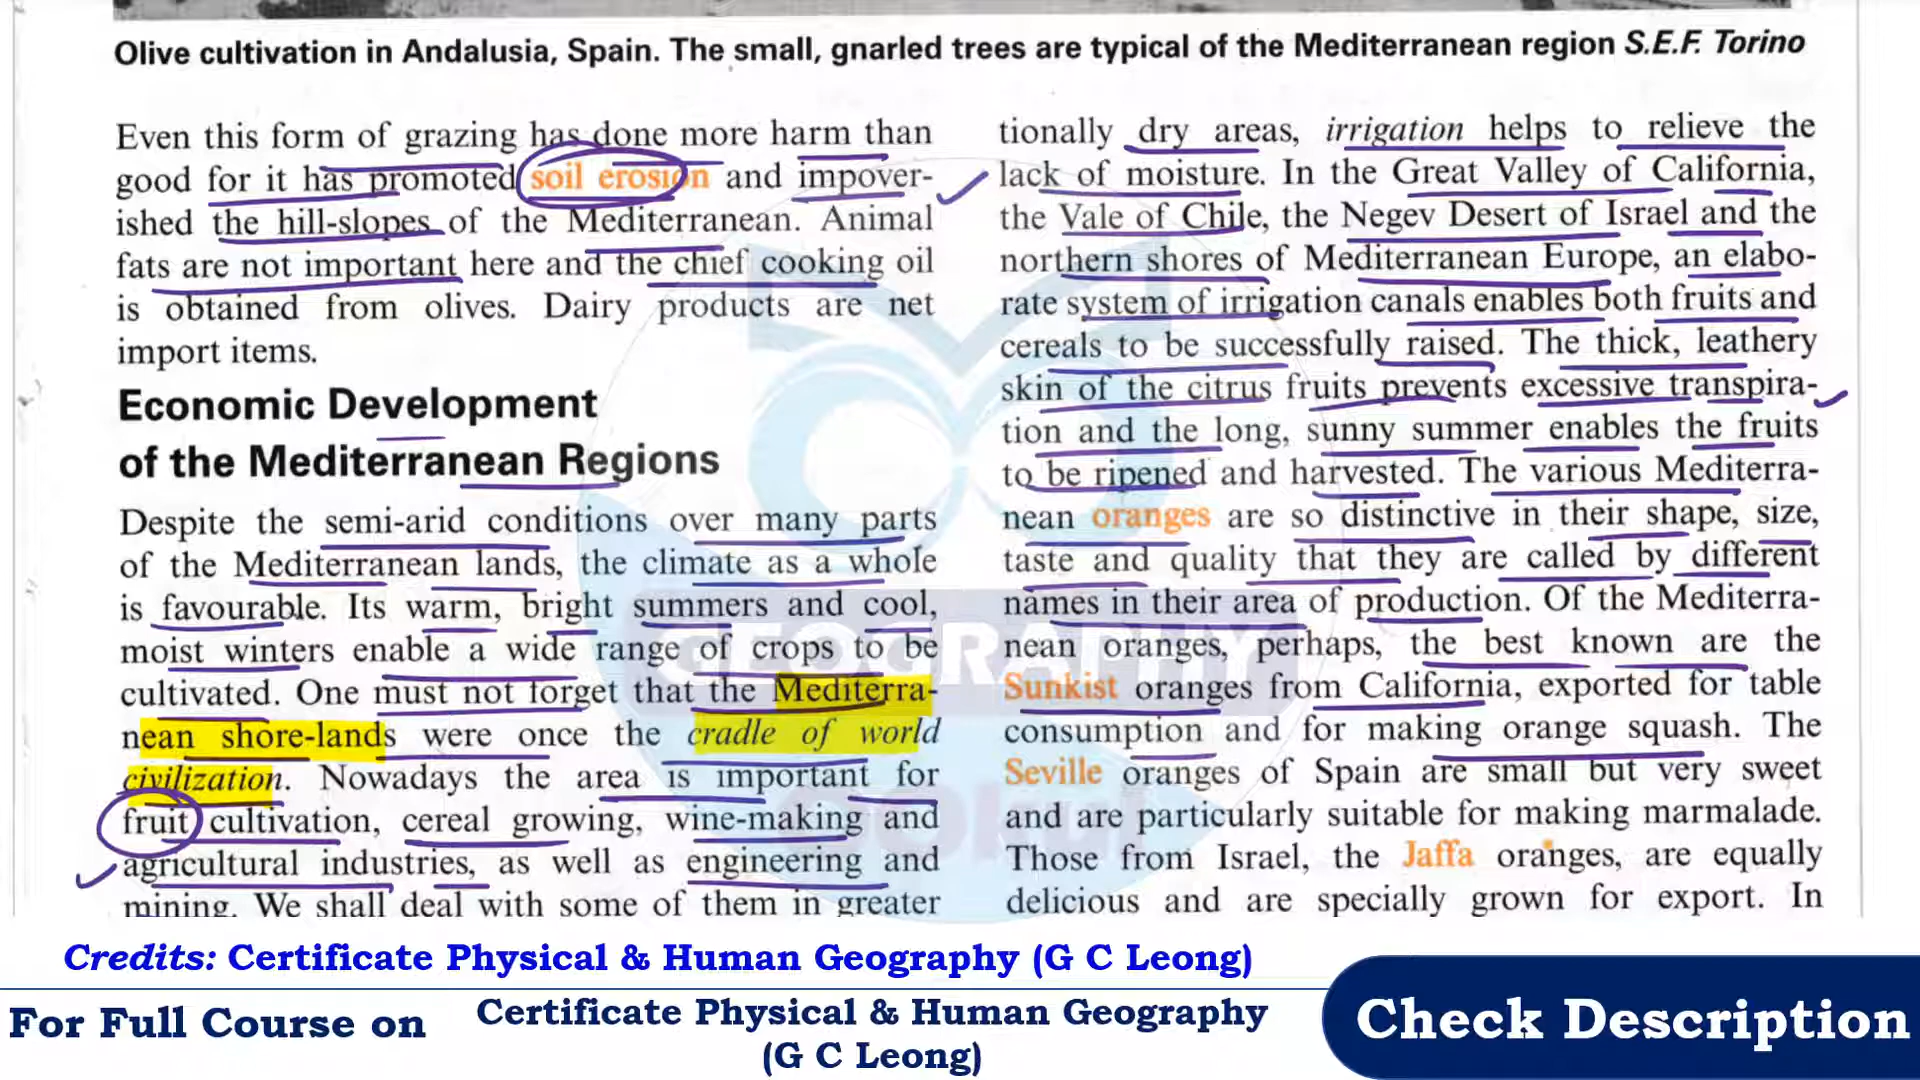 Olive cultivation in Andalusia, Spain. The small, gnarled trees are typical of the Mediterranean region S.E.F. Torino
Even this form of grazing has done more harm than
good for it has promoted soil erosion and impover-
ished the hill-slopes of the Mediterranean. Animal
fats are not important here and the chief cooking oil
is obtained from olives. Dairy products are net
import items.
Economic Development
of the Mediterranean Regions
Despite the semi-arid conditions over many parts
of the Mediterranean lands, the climate as a whole
is favourable. Its warm, bright summers and cool,
moist winters enable a wide range of crops to be
cultivated. One must not forget that the Mediterra-
nean shore-lands were once the cradle of world
civilization. Nowadays the area is important for
fruit cultivation, cereal growing, wine-making and
agricultural industries, as well as engineering and
mining. We shall deal with some of them in greater
tionally dry areas, irrigation helps to relieve the
lack of moisture. In the Great Valley of California,
the Vale of Chile, the Negev Desert of Israel and the
northern shores of Mediterranean Europe, an elabo-
rate system of irrigation canals enables both fruits and
cereals to be successfully raised. The thick, leathery
skin of the citrus fruits prevents excessive transpira-
tion and the long, sunny summer enables the fruits
to be ripened and harvested. The various Mediterra-
nean oranges are so distinctive in their shape, size,
taste and quality that they are called by different
names in their area of production. Of the Mediterra-
nean oranges, perhaps, the best known are the
Sunkist oranges from California, exported for table
consumption and for making orange squash. The
Seville oranges of Spain are small but very sweet
and are particularly suitable for making marmalade.
Those from Israel, the Jaffa oranges, are equally
delicious and are specially grown for export. In
GEOGRAPHY
Credits: Certificate Physical & Human Geography (G C Leong)
For Full Course on
Certificate Physical & Human Geography
(G C Leong)
Check Description